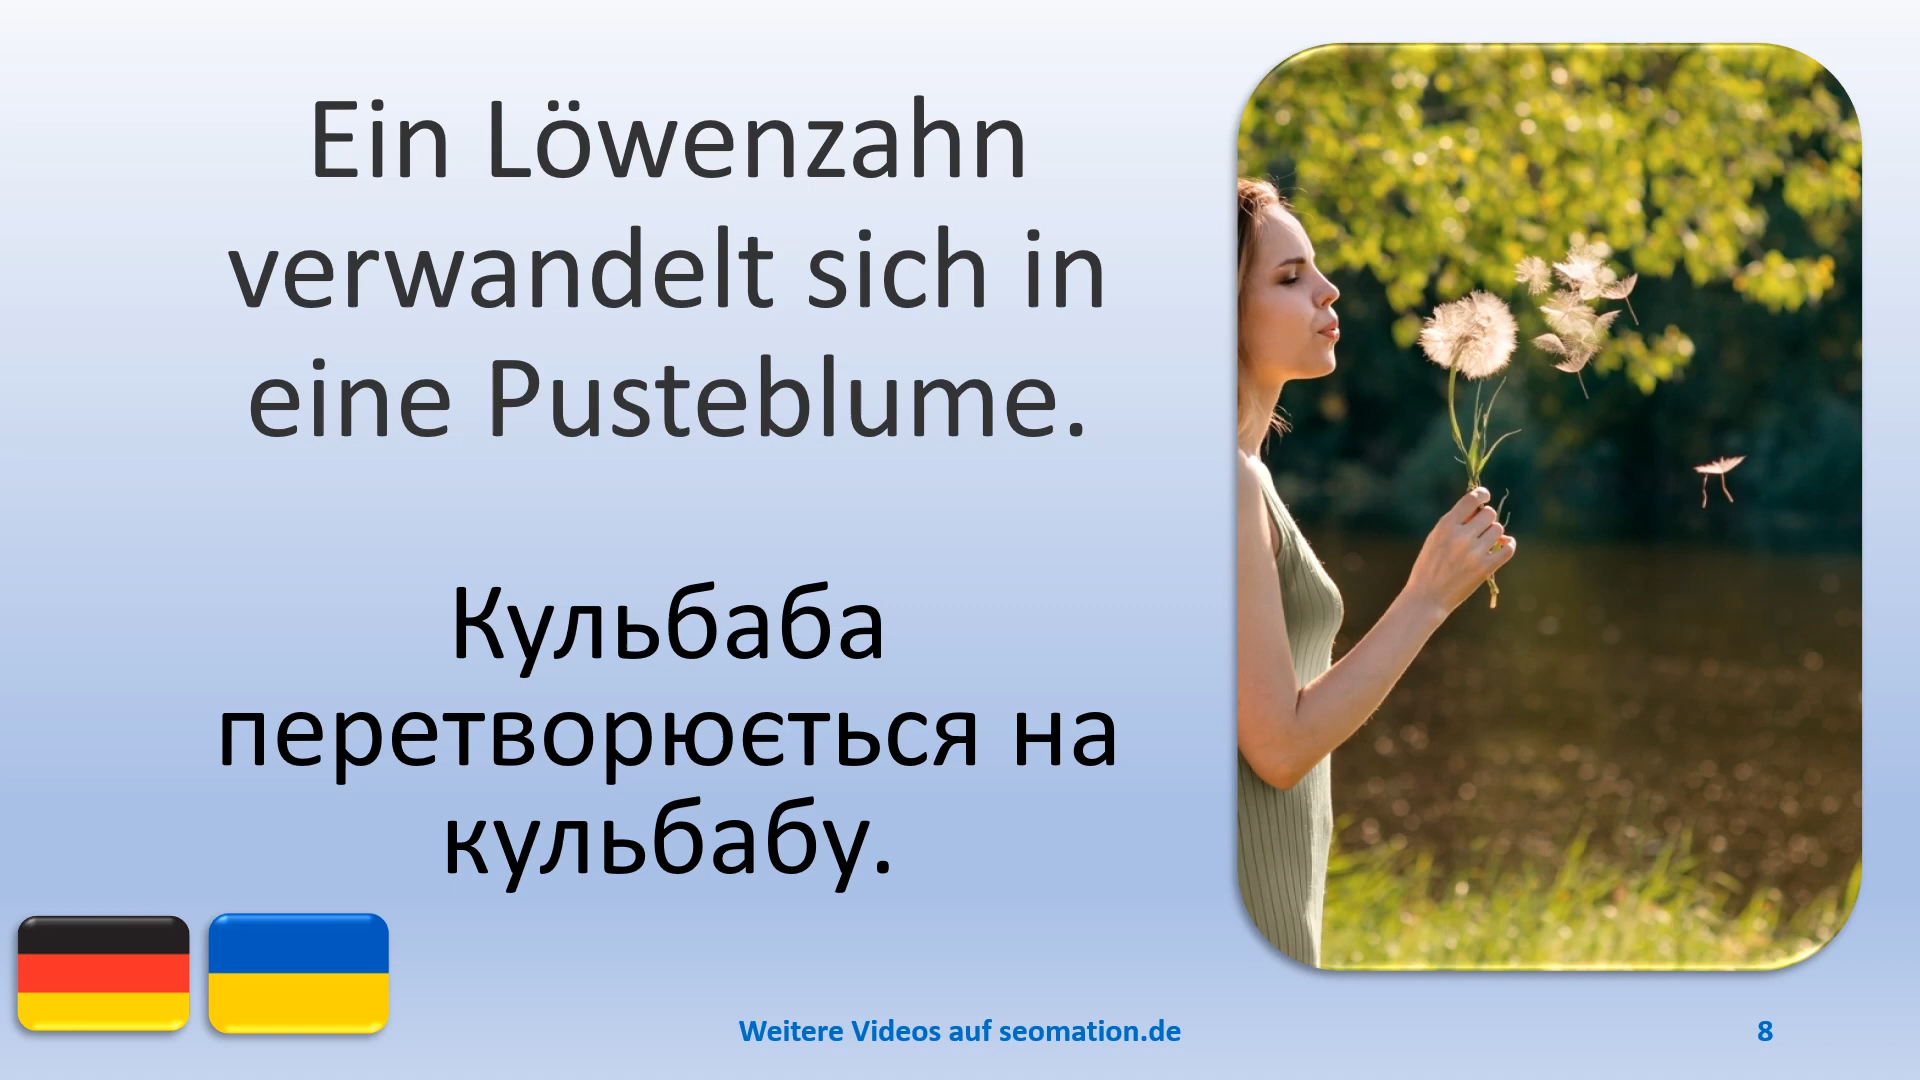 Ein Löwenzahn
verwandelt sich in
eine Pusteblume.
Кульбаба
перетворюється на
кульбабу.
Weitere Videos auf seomation.de
8